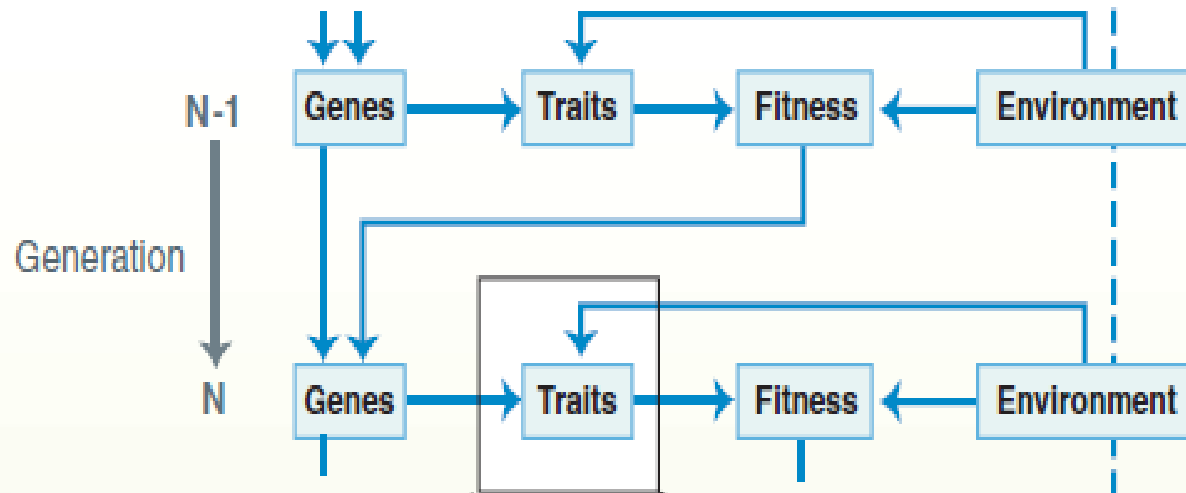 N-1 Genes Traits Fitness Environment
Generation
N Genes Traits Fitness Environment